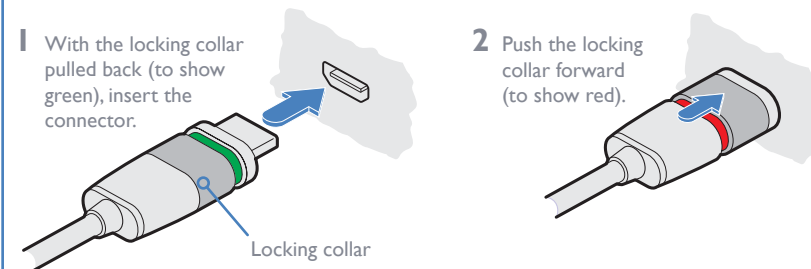 1 With the locking collar
pulled back (to show
green), insert the
connector.
Locking collar
2 Push the locking
collar forward
(to show red).